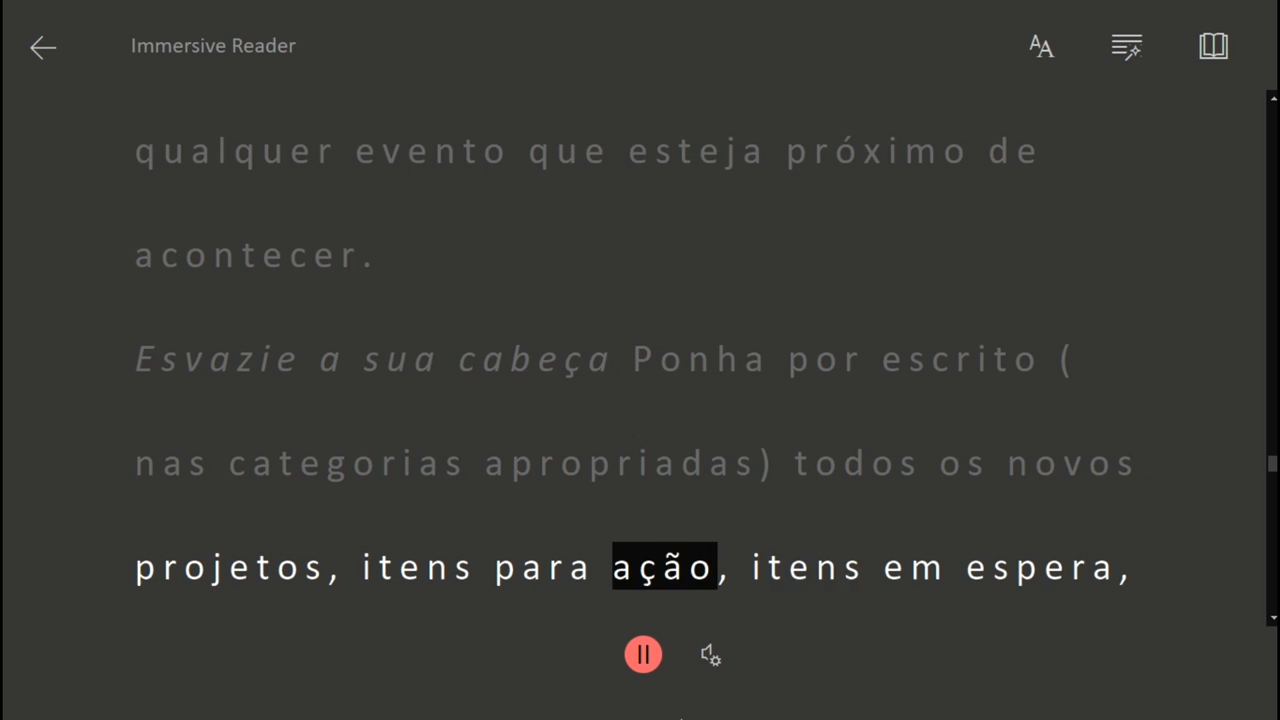 Immersive Reader
qualquer evento que esteja próximo de
acontecer.
Esvazie a sua cabeça Ponha por escrito (
nas categorias apropriadas) todos os novos
projetos, itens para ação, itens em espera,